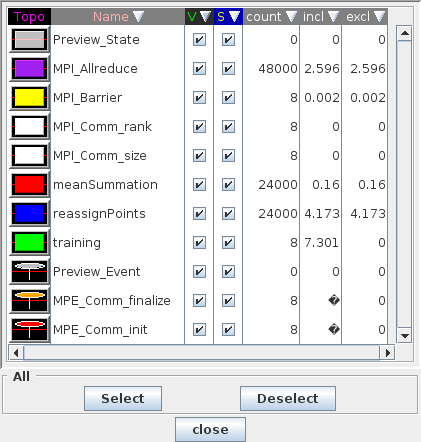 Topo Name V S count incl excl
Preview_State 0 0 0
MPI_Allreduce 48000 2.596 2.596
MPI_Barrier 8 0.002 0.002
MPI_Comm_rank 8 0 0
MPI_Comm_size 8 0 0
meanSummation 24000 0.16 0.16
reassignPoints 24000 4.173 4.173
training 8 7.301 0
Preview_Event 0 0 0
MPE_Comm_finalize 8 � 0
MPE_Comm_init 8 � 0
All
Select Deselect
close